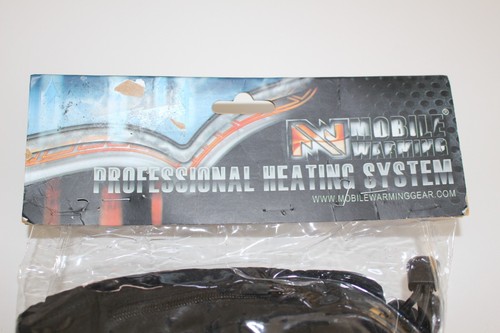 MOBILE®
WARMING
PROFESSIONAL HEATING SYSTEM
WWW.MOBILEWARMINGGEAR.COM